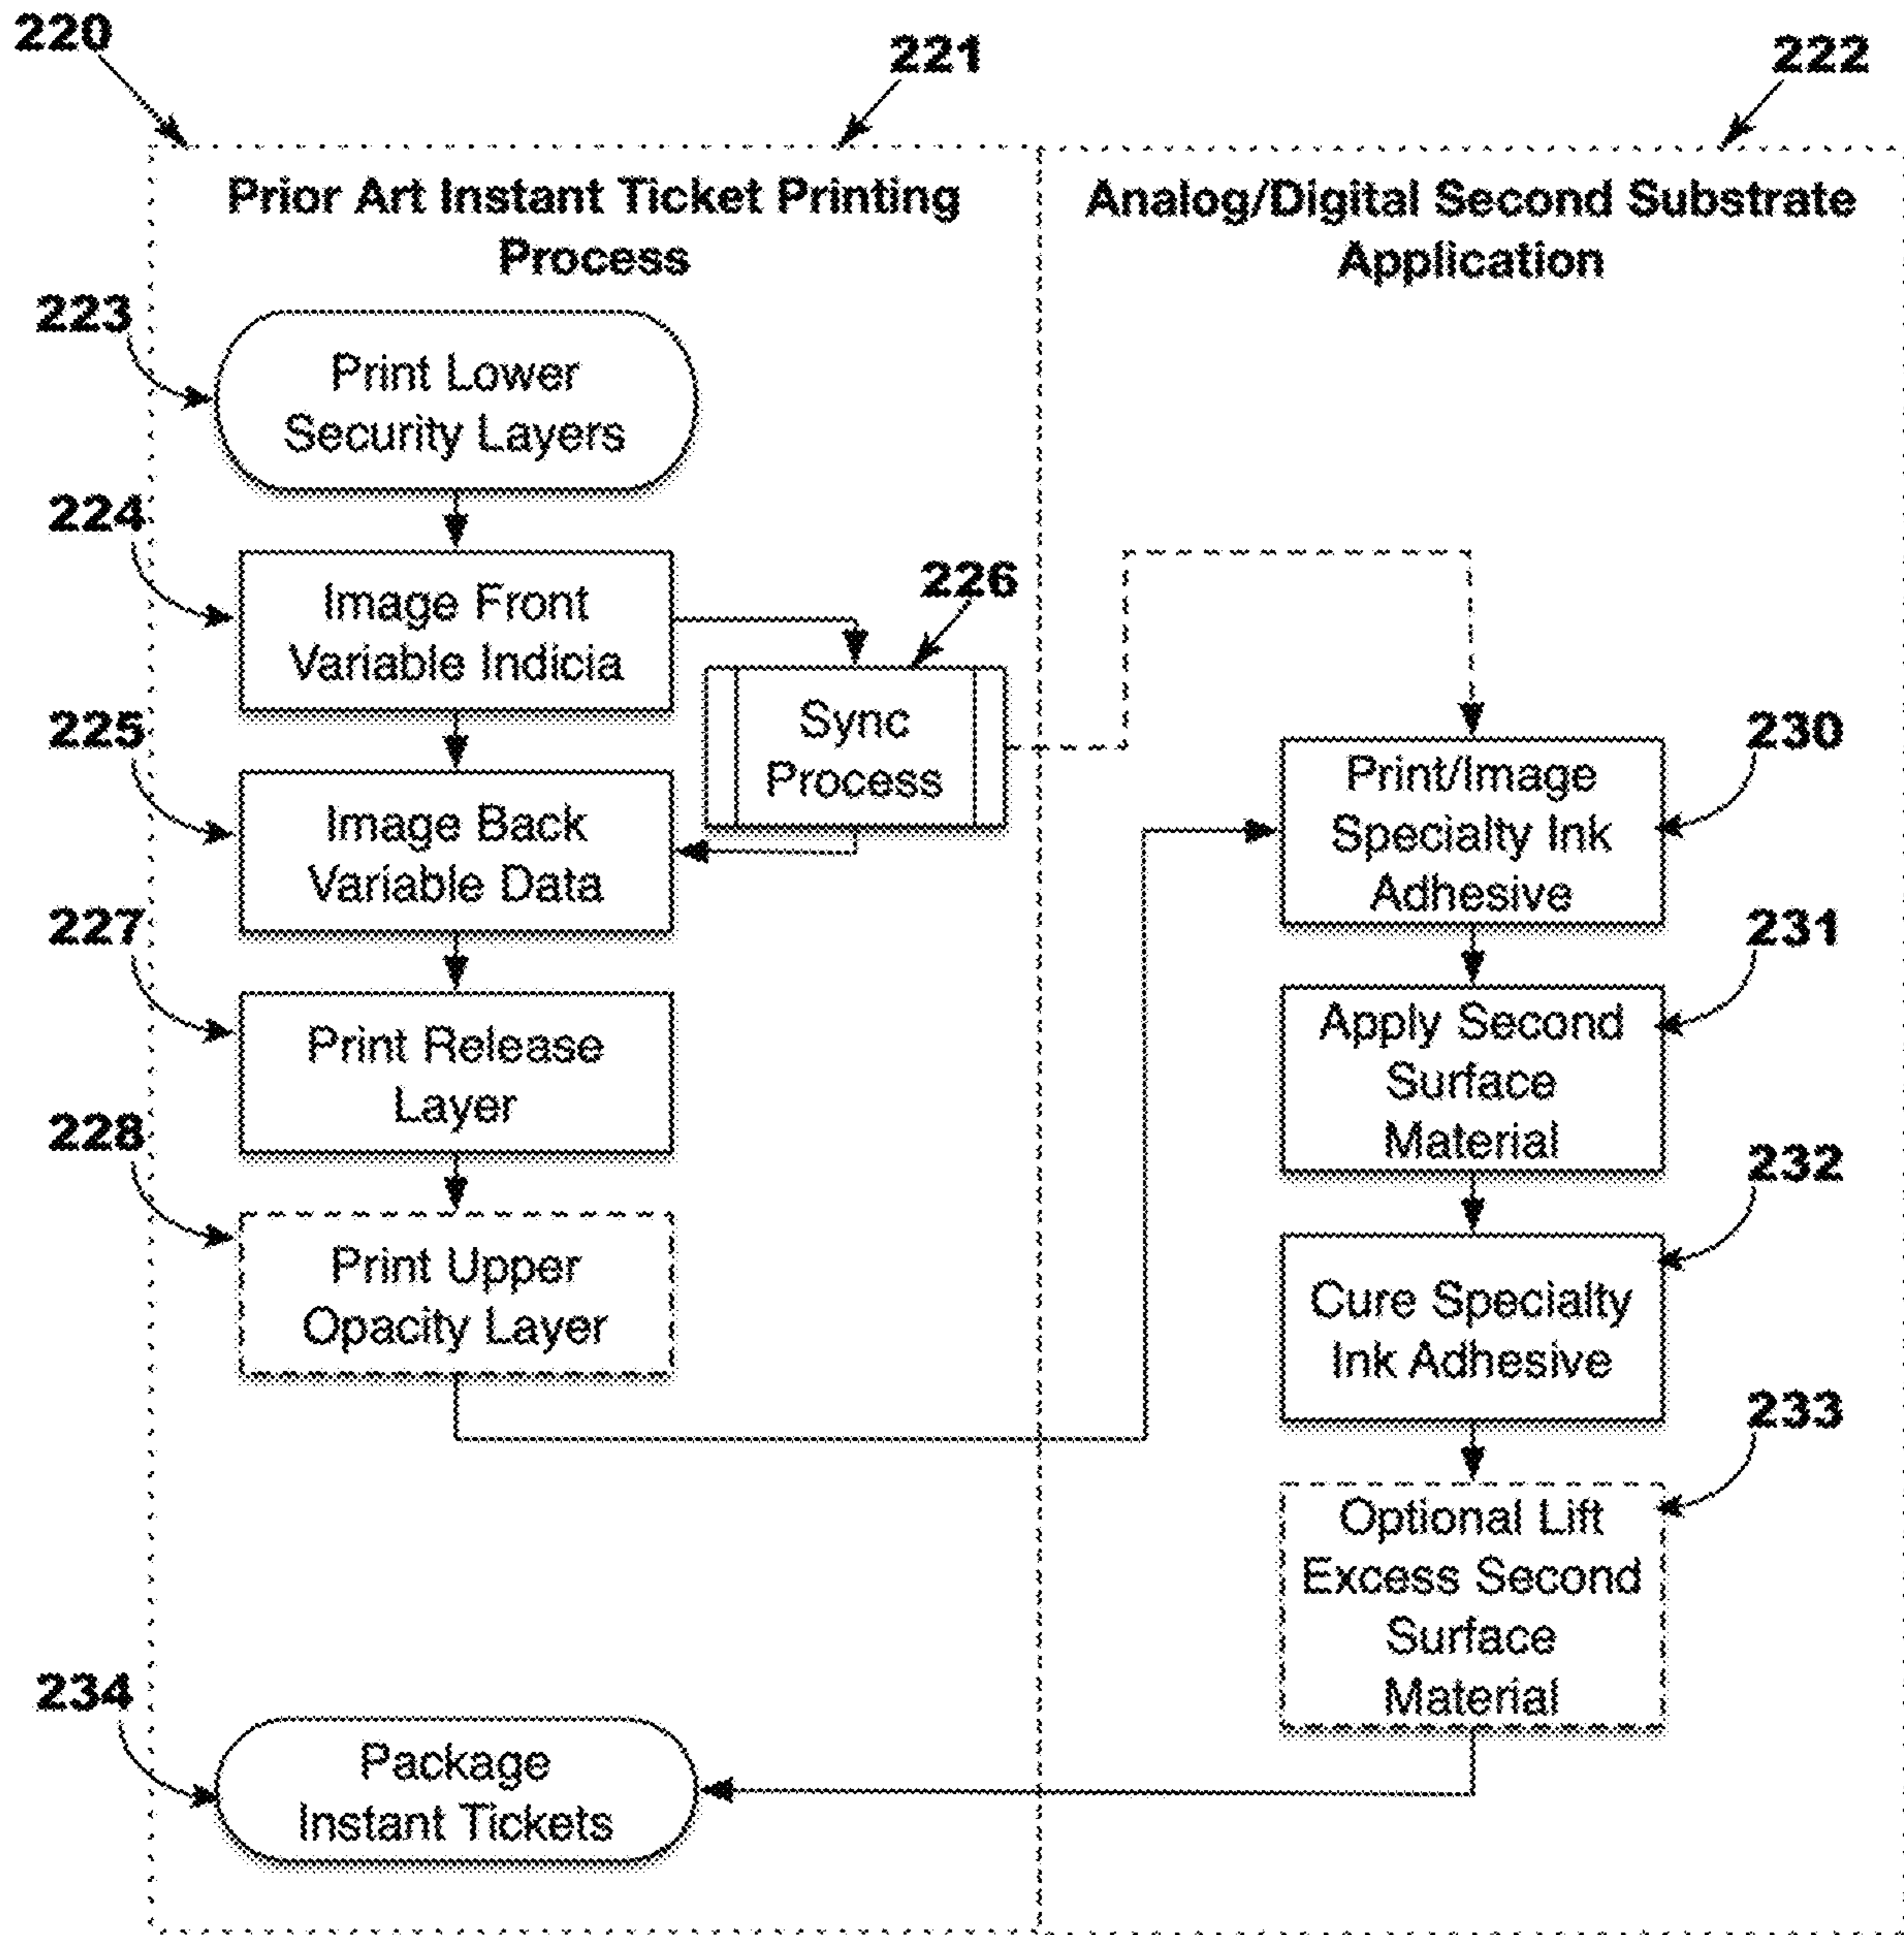 220
221
222
Prior Art Instant Ticket Printing
Process
Analog/Digital Second Substrate
Application
223
Print Lower
Security Layers
224
Image Front
Variable Indicia
226
Sync
Process
225
Image Back
Variable Data
227
Print Release
Layer
228
Print Upper
Opacity Layer
230
Print/Image
Specialty Ink
Adhesive
231
Apply Second
Surface
Material
232
Cure Specialty
Ink Adhesive
233
Optional Lift
Excess Second
Surface
Material
234
Package
Instant Tickets